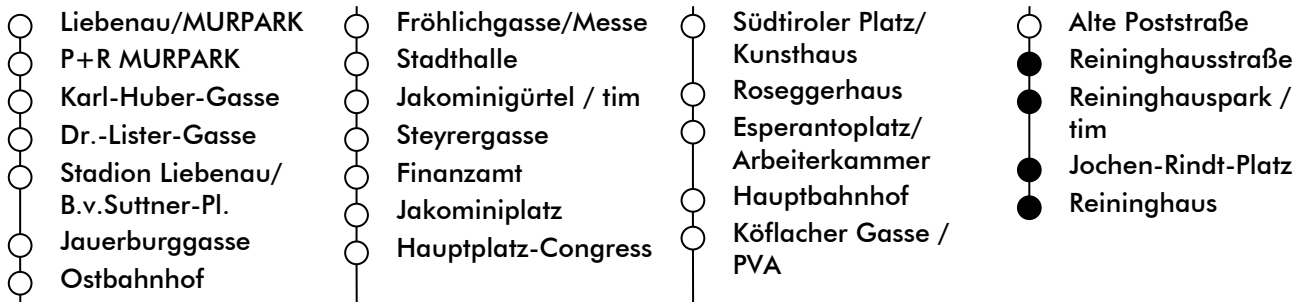 Liebenau/MURPARK
P+R MURPARK
Karl-Huber-Gasse
Dr.-Lister-Gasse
Stadion Liebenau/
B.v.Suttner-Pl.
Jauerburggasse
Ostbahnhof
Fröhlichgasse/Messe
Stadthalle
Jakominigürtel / tim
Steyrergasse
Finanzamt
Jakominiplatz
Hauptplatz-Congress
Südtiroler Platz/
Kunsthaus
Roseggerhaus
Esperantoplatz/
Arbeiterkammer
Hauptbahnhof
Köflacher Gasse /
PVA
Alte Poststraße
Reininghausstraße
Reininghauspark /
tim
Jochen-Rindt-Platz
Reininghaus